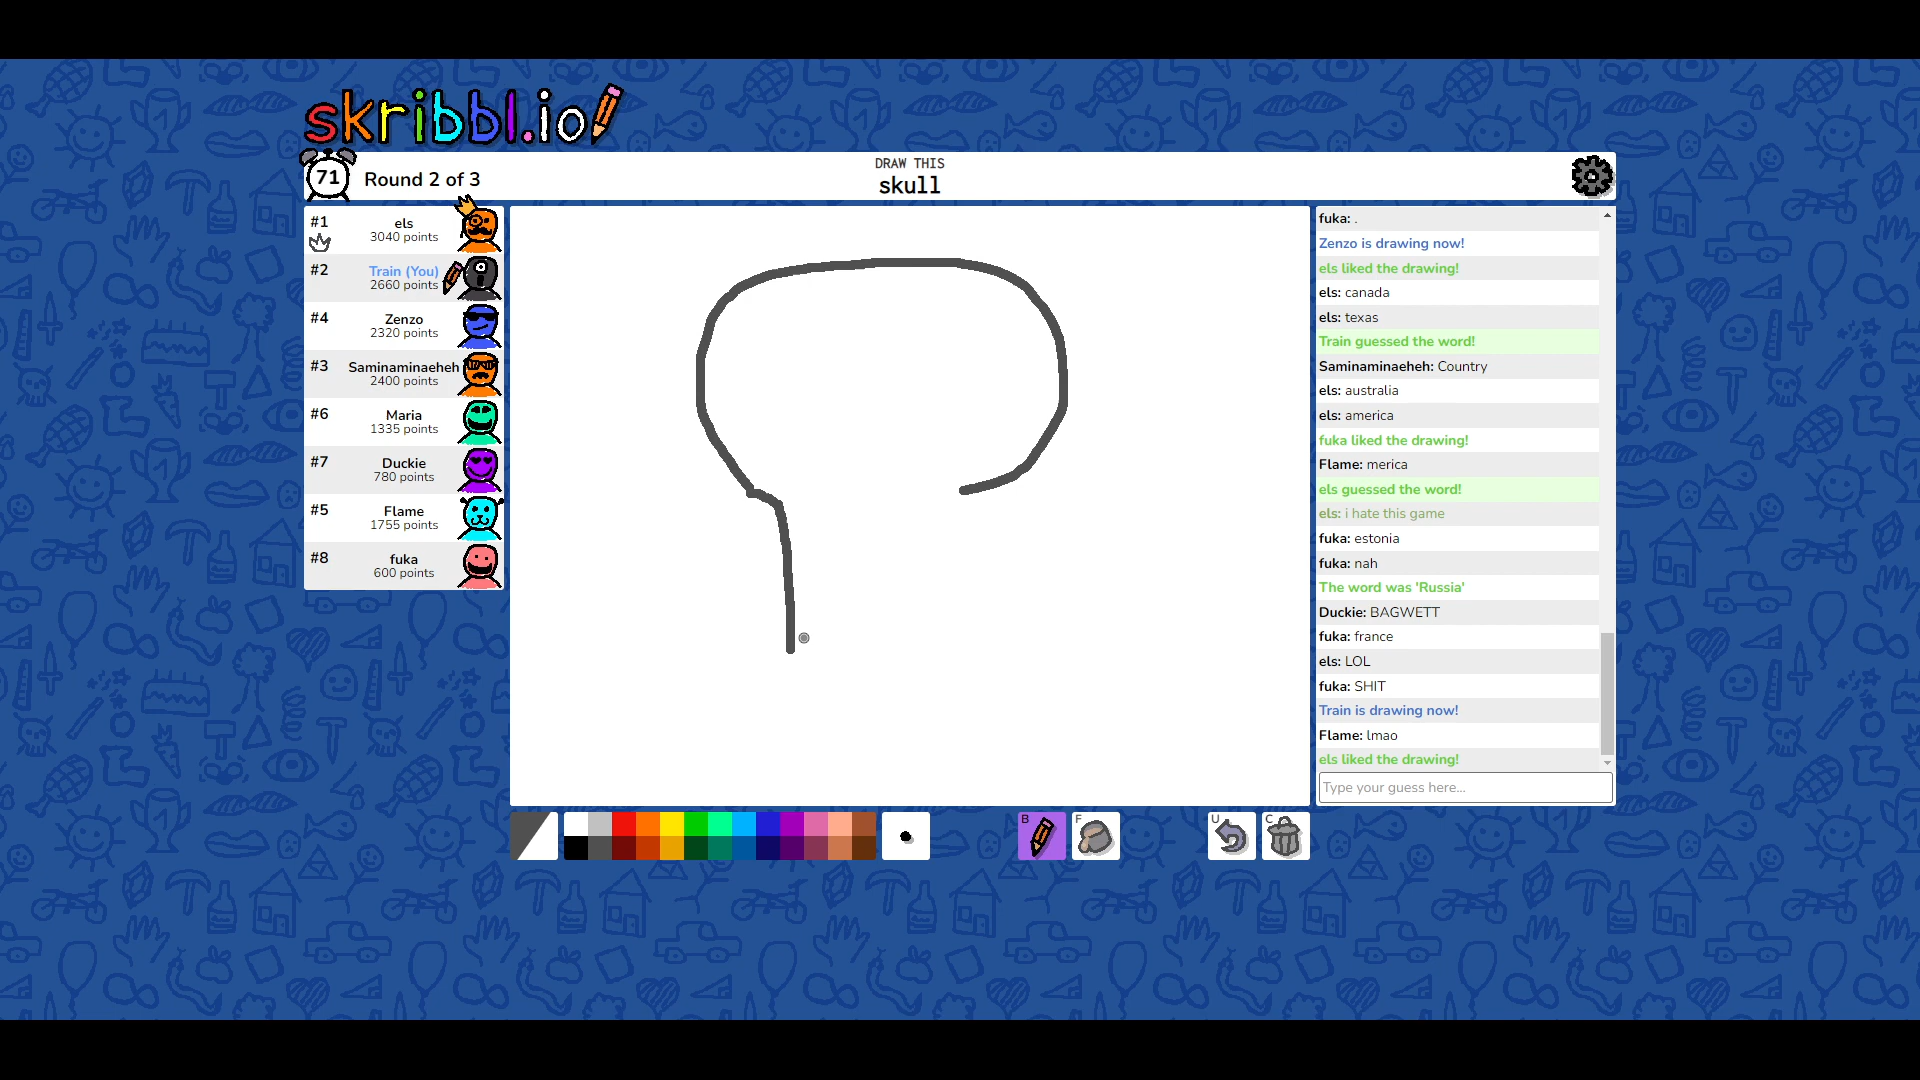 skribbl.io
71
Round 2 of 3
DRAW THIS
skull
#1
els
3040 points
#2
Train (You)
2660 points
#4
Zenzo
2320 points
#3
Saminaminaeheh
2400 points
#6
Maria
1335 points
#7
Duckie
780 points
#5
Flame
1755 points
#8
fuka
600 points
fuka: .
Zenzo is drawing now!
els liked the drawing!
els: canada
els: texas
Train guessed the word!
Saminaminaeheh: Country
els: australia
els: america
fuka liked the drawing!
Flame: merica
els guessed the word!
els: i hate this game
fuka: estonia
fuka: nah
The word was 'Russia'
Duckie: BAGWETT
fuka: france
els: LOL
fuka: SHIT
Train is drawing now!
Flame: lmao
els liked the drawing!
Type your guess here...
B
F
U
C